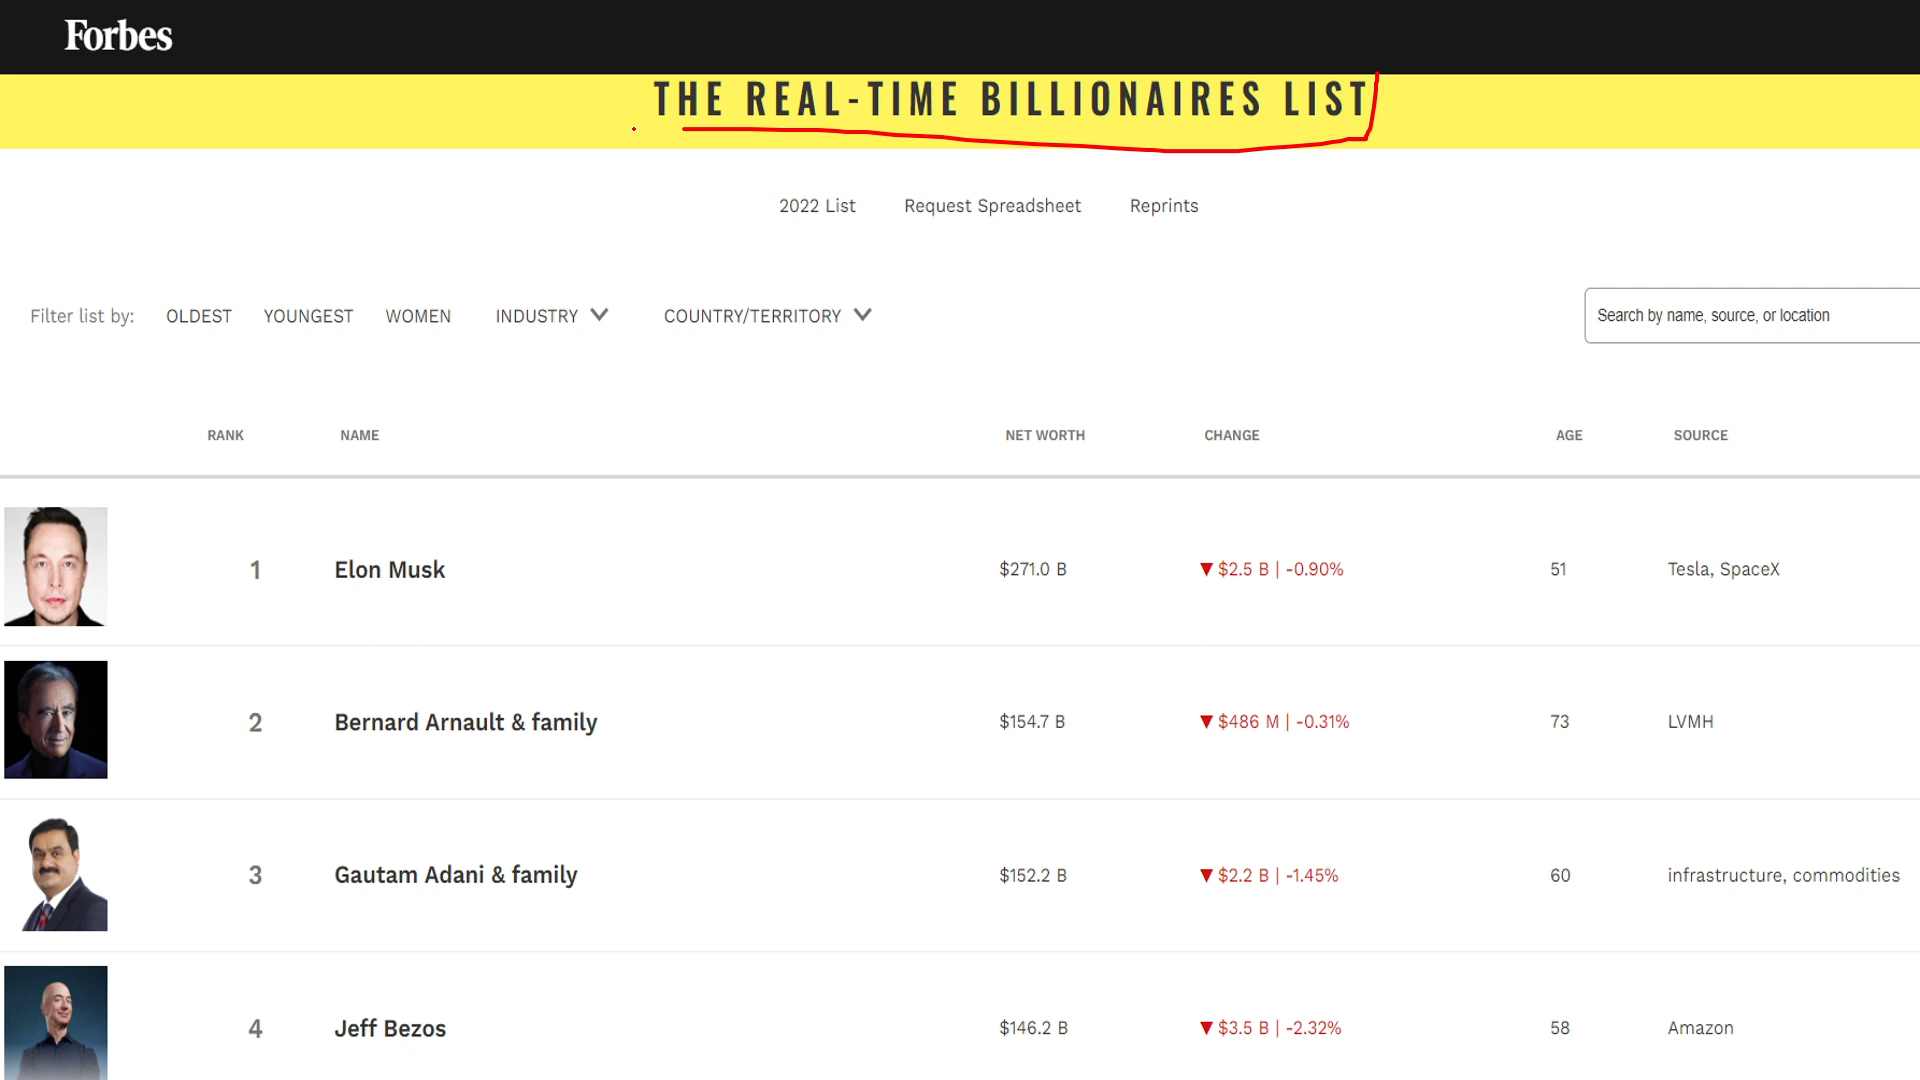 Forbes
THE REAL-TIME BILLIONAIRES LIST
2022 List Request Spreadsheet Reprints
Filter list by: OLDEST YOUNGEST WOMEN INDUSTRY COUNTRY/TERRITORY Search by name, source, or location
RANK NAME NET WORTH CHANGE AGE SOURCE
1 Elon Musk $271.0 B ▼ $2.5 B | -0.90% 51 Tesla, SpaceX
2 Bernard Arnault & family $154.7 B ▼ $486 M | -0.31% 73 LVMH
3 Gautam Adani & family $152.2 B ▼ $2.2 B | -1.45% 60 infrastructure, commodities
4 Jeff Bezos $146.2 B ▼ $3.5 B | -2.32% 58 Amazon